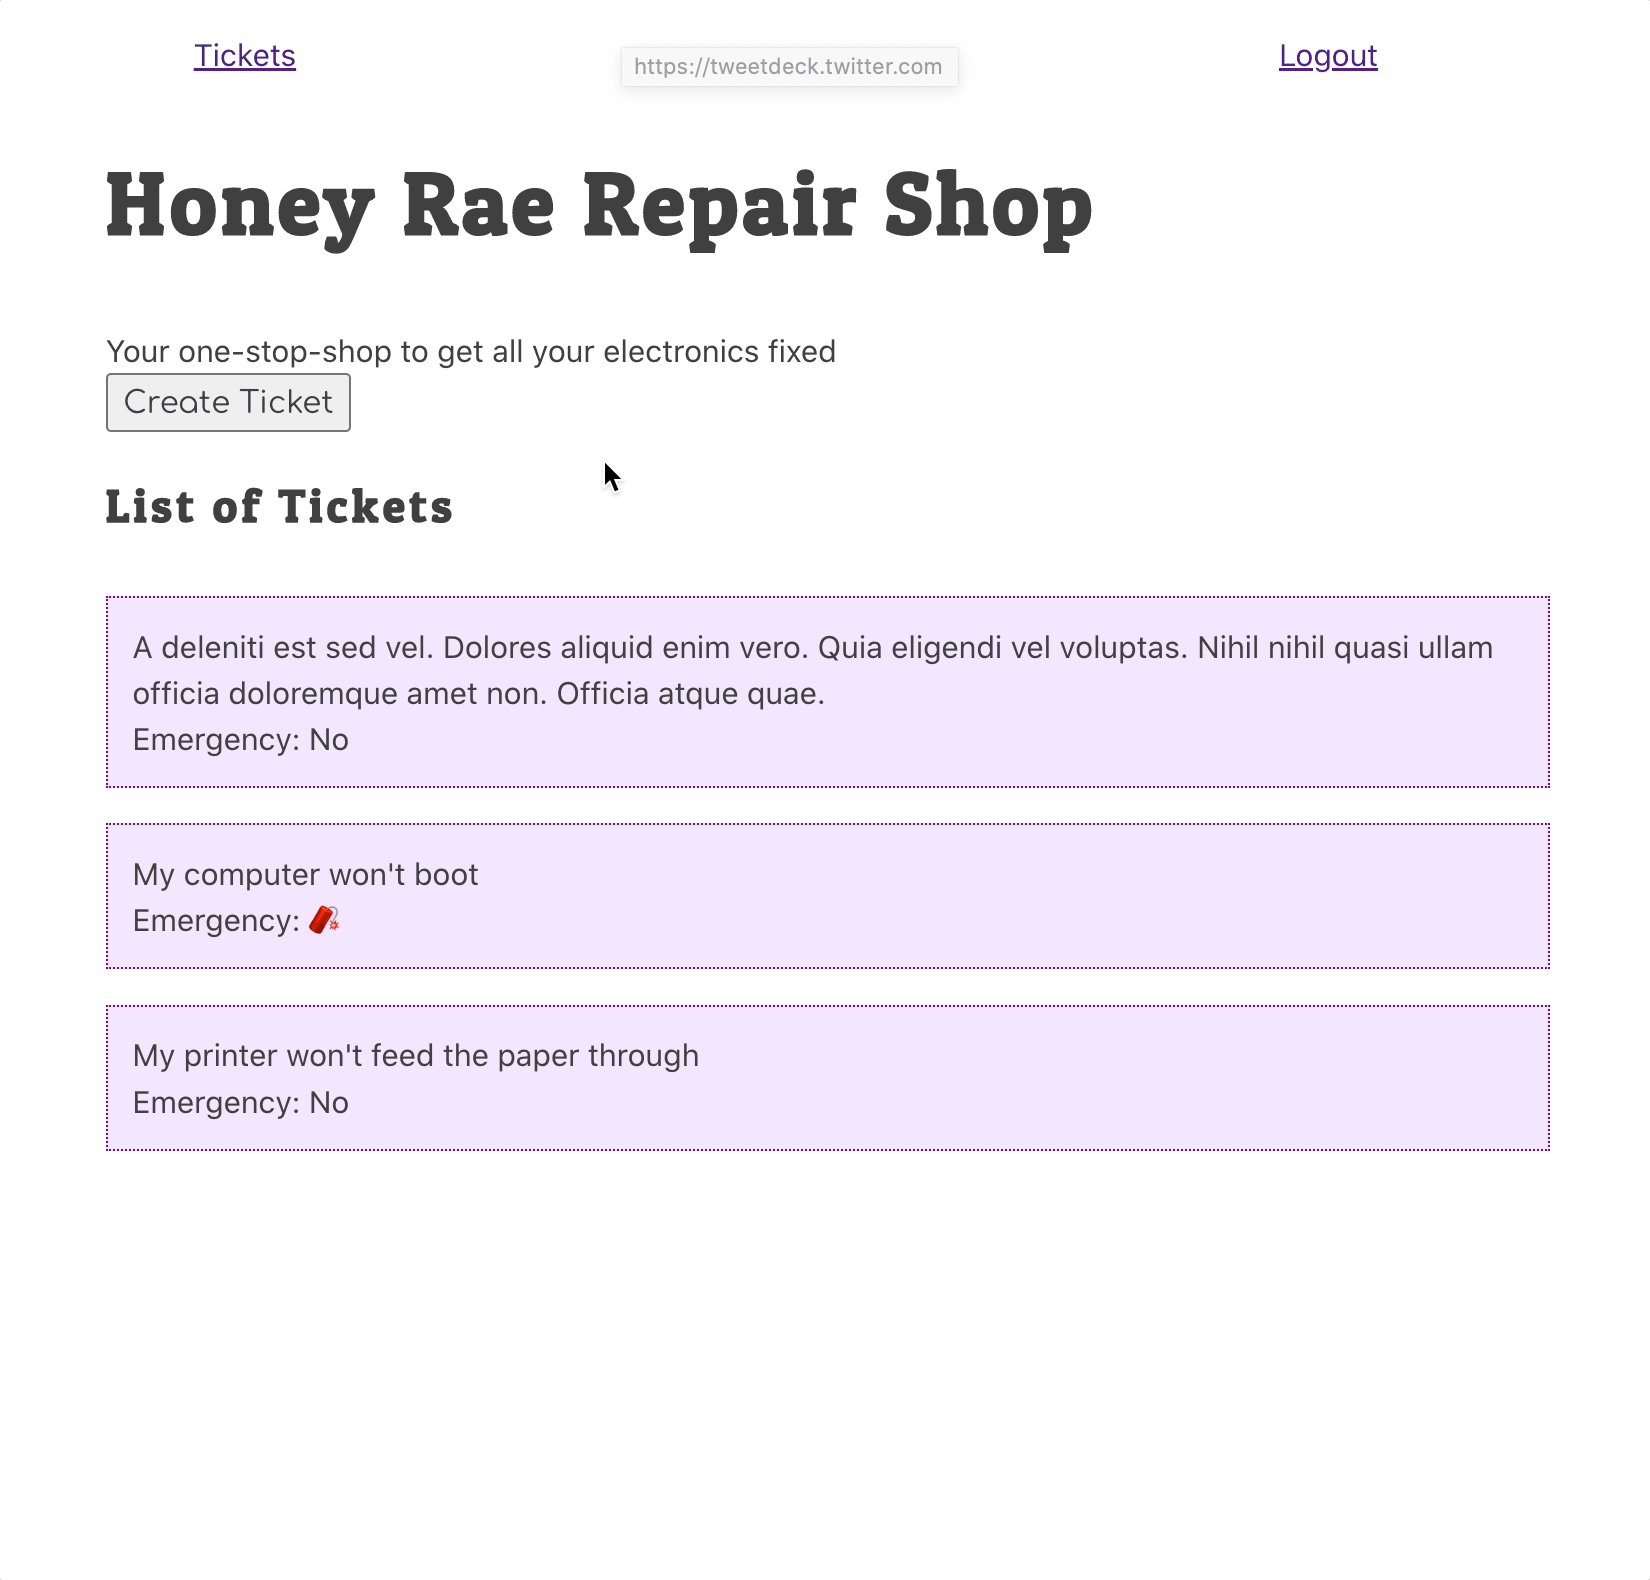 Tickets
https://tweetdeck.twitter.com
Logout
Honey Rae Repair Shop
Your one-stop-shop to get all your electronics fixed
Create Ticket
List of Tickets
A deleniti est sed vel. Dolores aliquid enim vero. Quia eligendi vel voluptas. Nihil nihil quasi ullam
officia doloremque amet non. Officia atque quae.
Emergency: No
My computer won't boot
Emergency: 🧨
My printer won't feed the paper through
Emergency: No